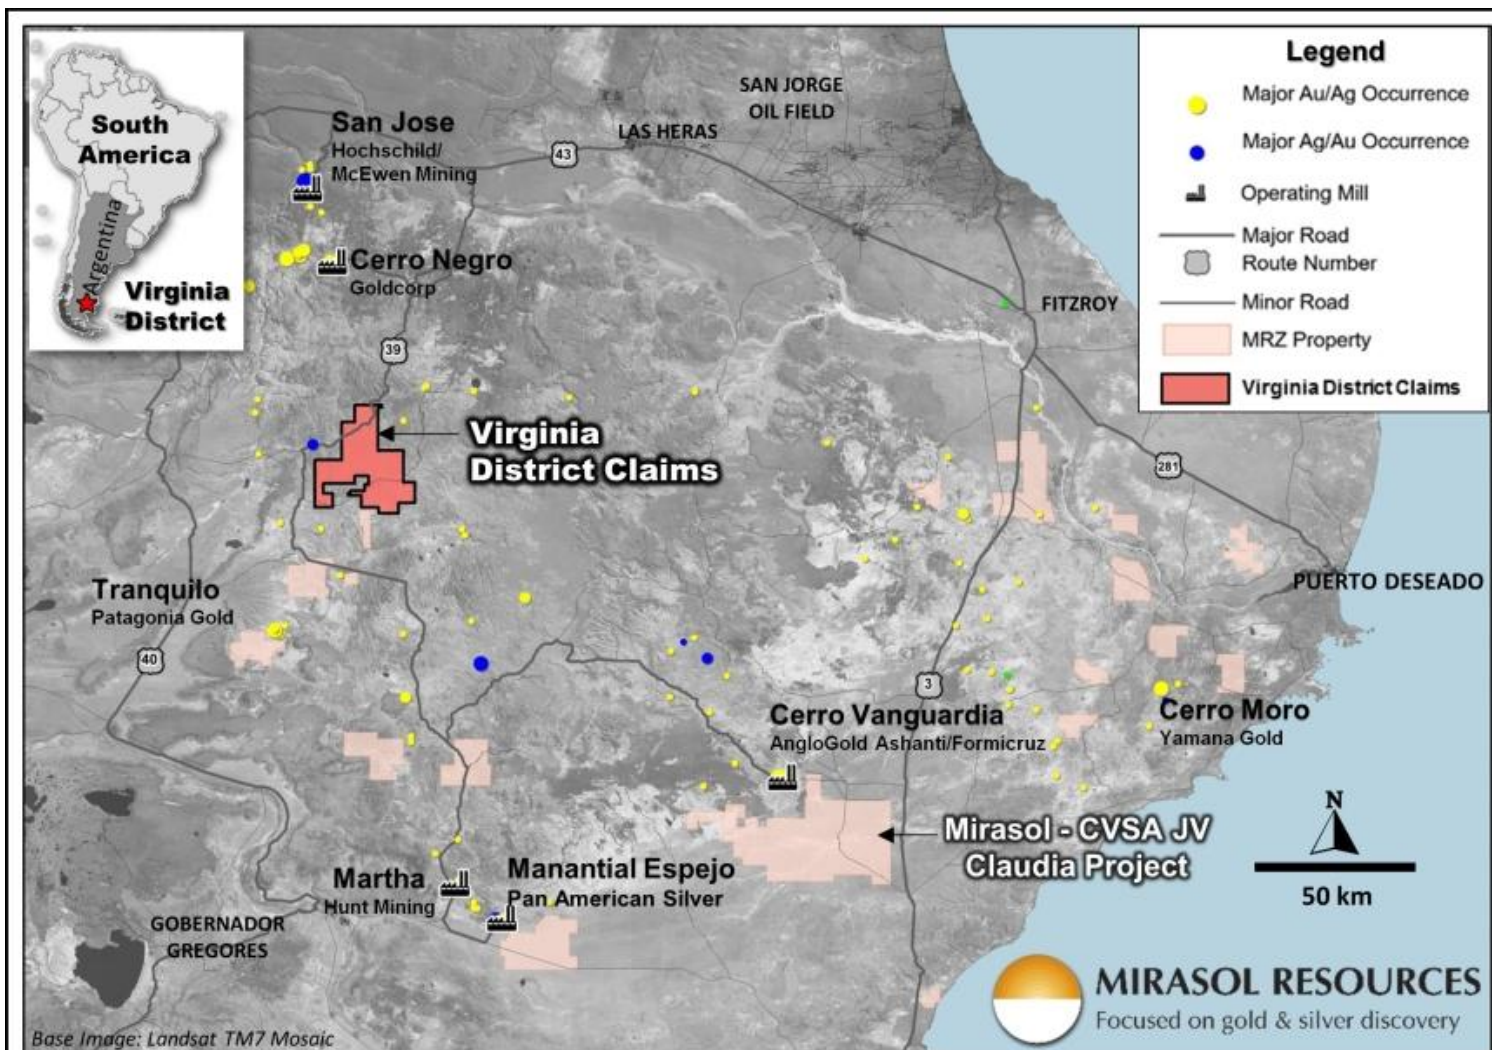 South
America
Argentina
Virginia
District
San Jose
Hochschild/
McEwen Mining
43
LAS HERAS
SAN JORGE
OIL FIELD
Cerro Negro
Goldcorp
39
FITZROY
Legend
Major Au/Ag Occurrence
Major Ag/Au Occurrence
Operating Mill
Major Road
Route Number
Minor Road
MRZ Property
Virginia District Claims
Virginia
District Claims
281
Tranquilo
Patagonia Gold
40
PUERTO DESEADO
3
Cerro Vanguardia
AngloGold Ashanti/Formicruz
Cerro Moro
Yamana Gold
Mirasol - CVSA JV
Claudia Project
N
50 km
Martha
Hunt Mining
Manantial Espejo
Pan American Silver
GOBERNADOR
GREGORES
MIRASOL RESOURCES
Focused on gold & silver discovery
Base Image: Landsat TM7 Mosaic